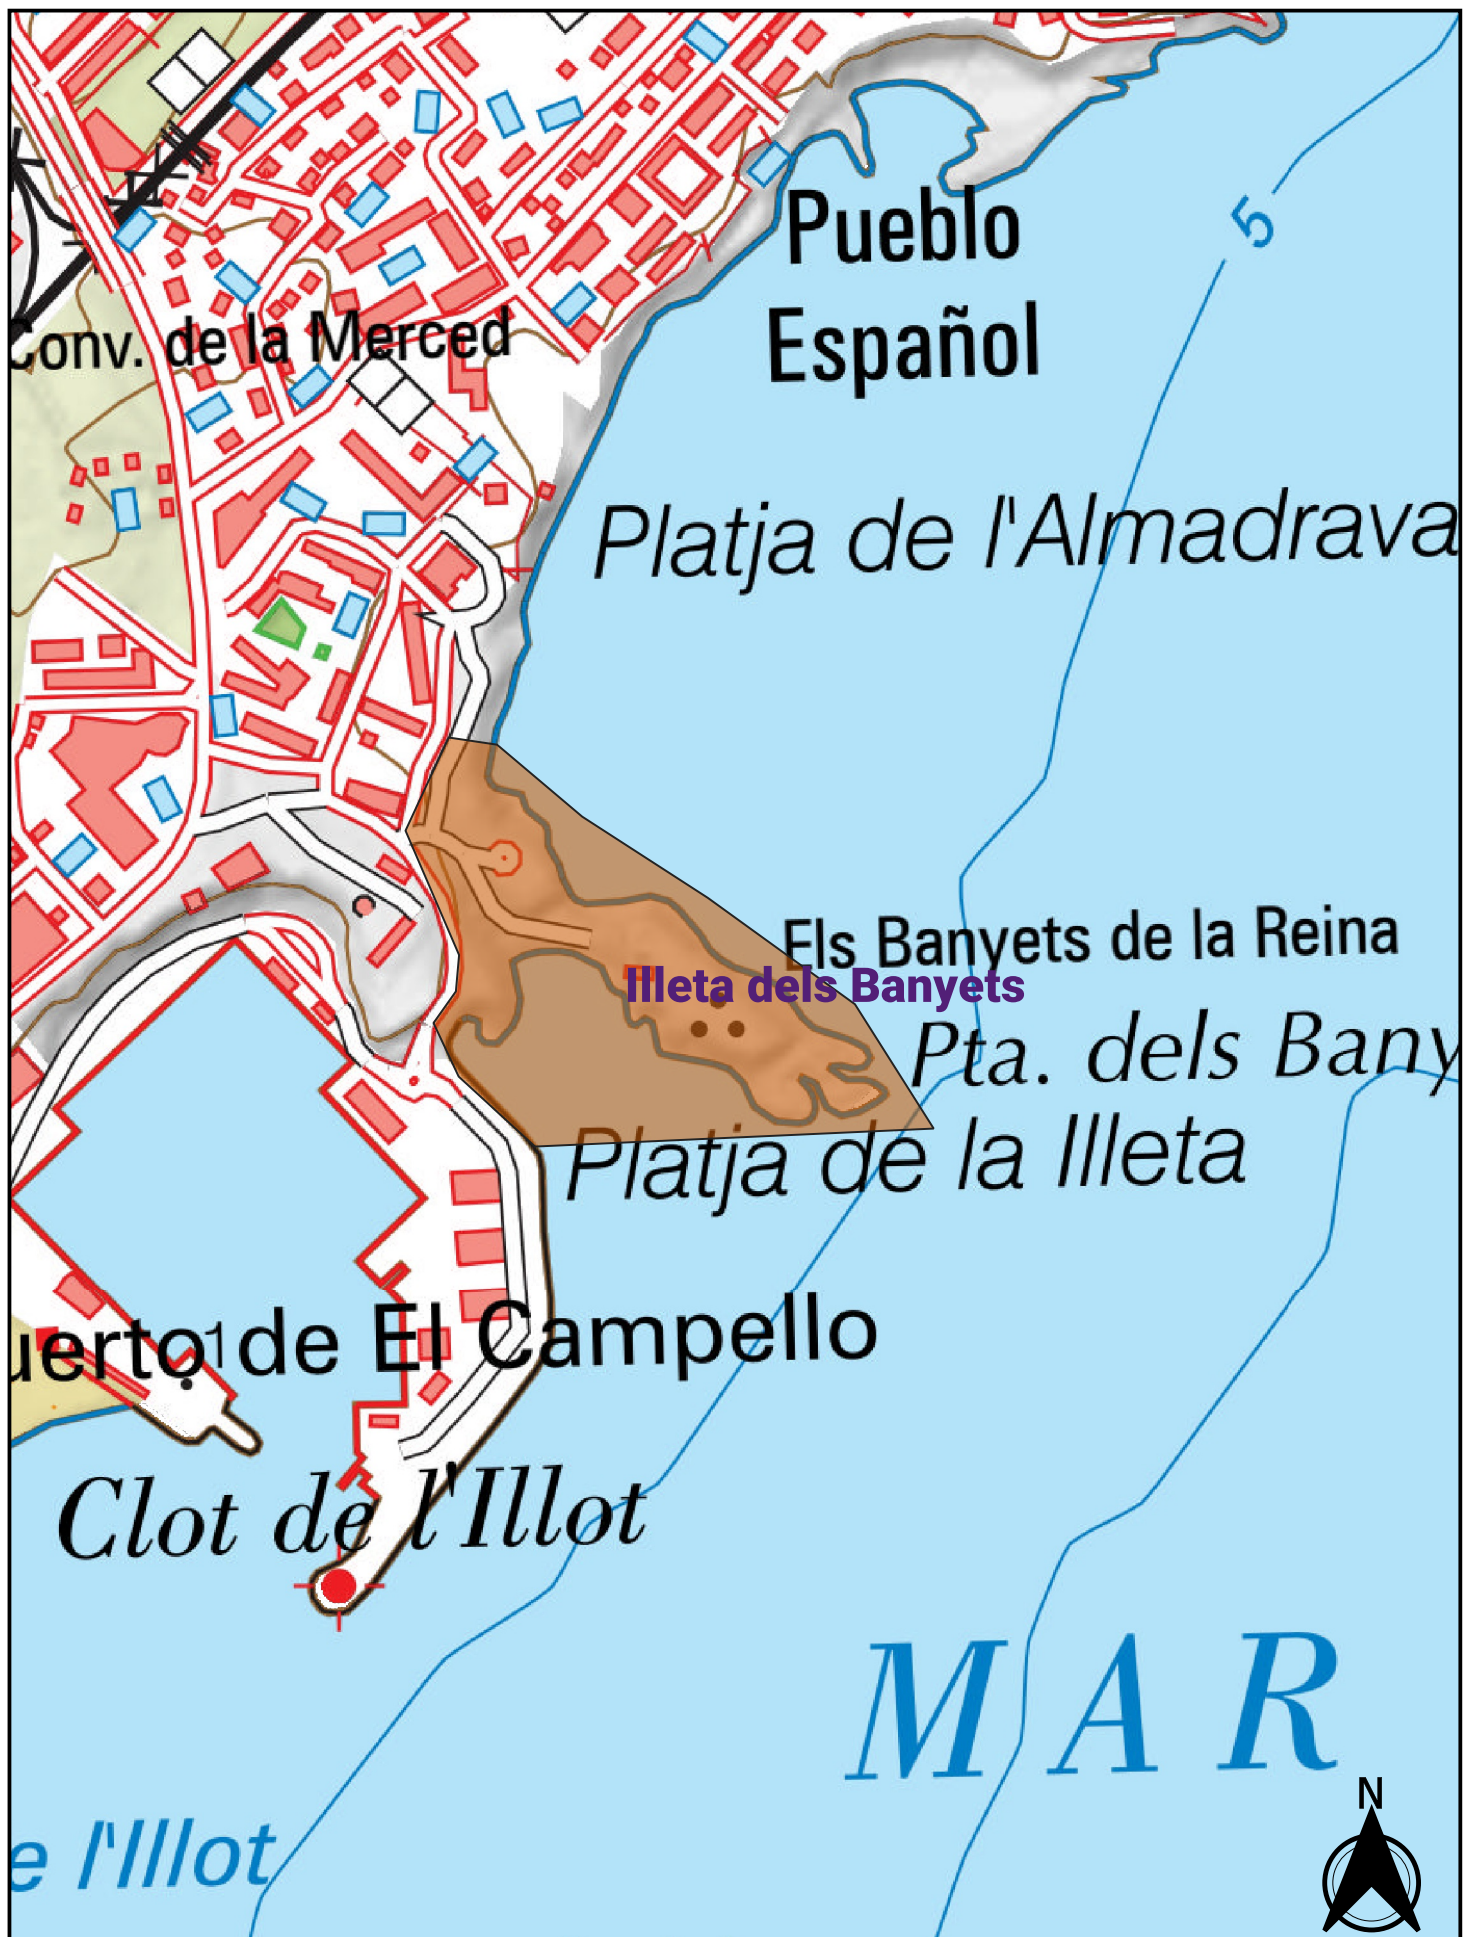 Pueblo
Español
5
Conv. de la Merced
Platja de l'Almadrava
Els Banyets de la Reina
Illeta dels Banyets
Pta. dels Bany
Platja de la Illeta
uerto de El Campello
1
Clot de l'Illot
MAR
N
e l'Illot